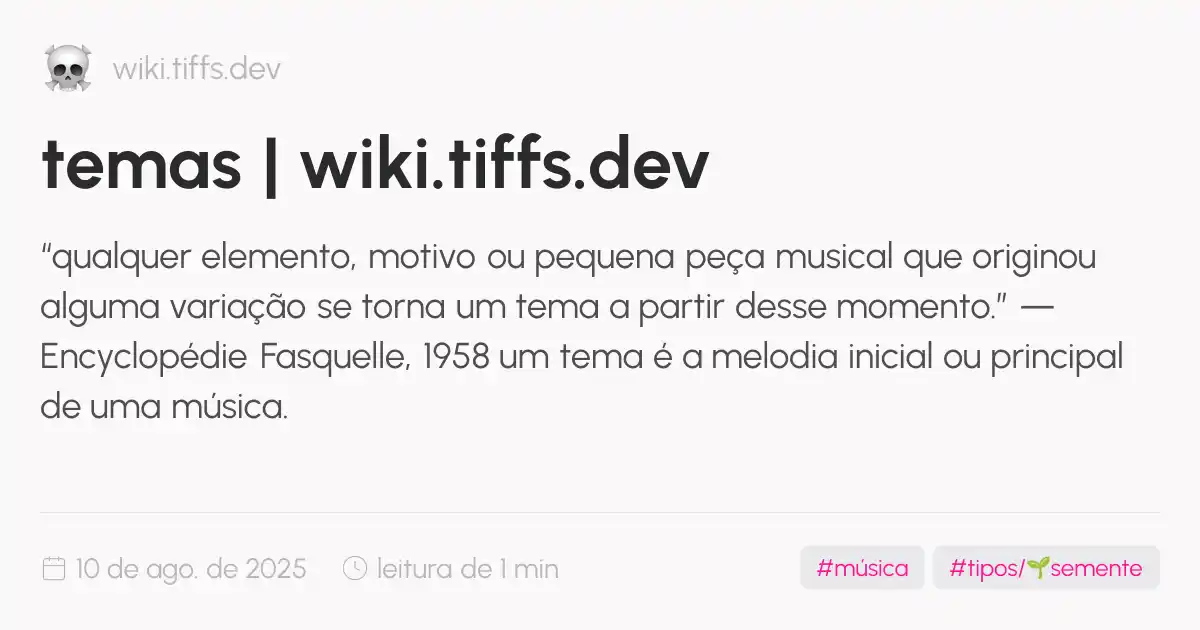 wiki.tiffs.dev
temas | wiki.tiffs.dev
“qualquer elemento, motivo ou pequena peça musical que originou
alguma variação se torna um tema a partir desse momento.” —
Encyclopédie Fasquelle, 1958 um tema é a melodia inicial ou principal
de uma música.
10 de ago. de 2025 leitura de 1 min #música #tipos/🌱semente